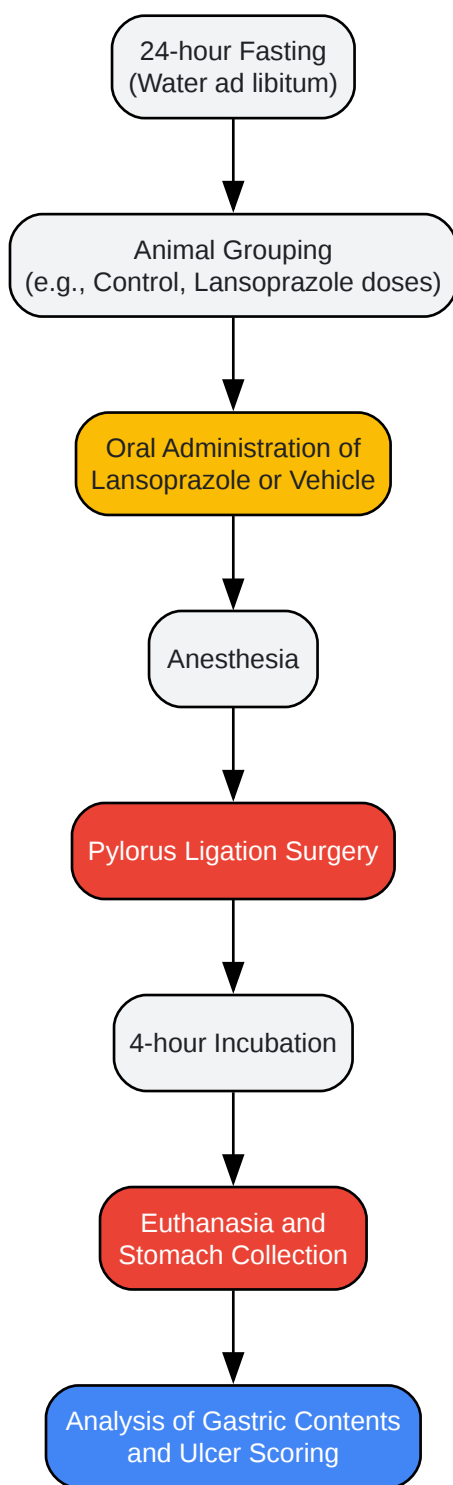 24-hour Fasting
(Water ad libitum)
Animal Grouping
(e.g., Control, Lansoprazole doses)
Oral Administration of
Lansoprazole or Vehicle
Anesthesia
Pylorus Ligation Surgery
4-hour Incubation
Euthanasia and
Stomach Collection
Analysis of Gastric Contents
and Ulcer Scoring